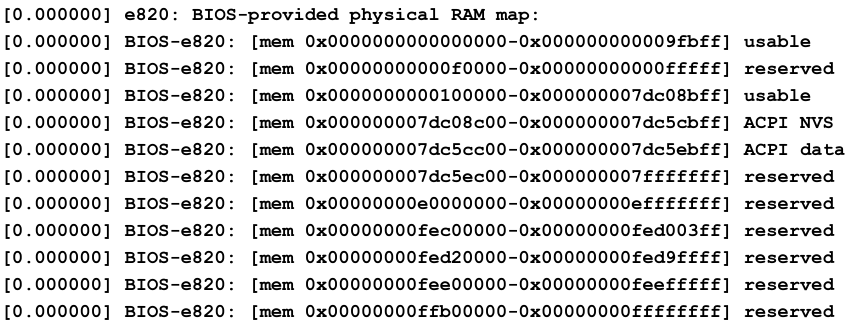 [0.000000] e820: BIOS-provided physical RAM map:
[0.000000] BIOS-e820: [mem 0x0000000000000000-0x000000000009fbff] usable
[0.000000] BIOS-e820: [mem 0x00000000000f0000-0x00000000000fffff] reserved
[0.000000] BIOS-e820: [mem 0x0000000000100000-0x000000007dc08bff] usable
[0.000000] BIOS-e820: [mem 0x000000007dc08c00-0x000000007dc5cbff] ACPI NVS
[0.000000] BIOS-e820: [mem 0x000000007dc5cc00-0x000000007dc5ebff] ACPI data
[0.000000] BIOS-e820: [mem 0x000000007dc5ec00-0x000000007fffffff] reserved
[0.000000] BIOS-e820: [mem 0x00000000e0000000-0x00000000efffffff] reserved
[0.000000] BIOS-e820: [mem 0x00000000fec00000-0x00000000fed003ff] reserved
[0.000000] BIOS-e820: [mem 0x00000000fed20000-0x00000000fed9ffff] reserved
[0.000000] BIOS-e820: [mem 0x00000000fee00000-0x00000000feefffff] reserved
[0.000000] BIOS-e820: [mem 0x00000000ffb00000-0x00000000ffffffff] reserved